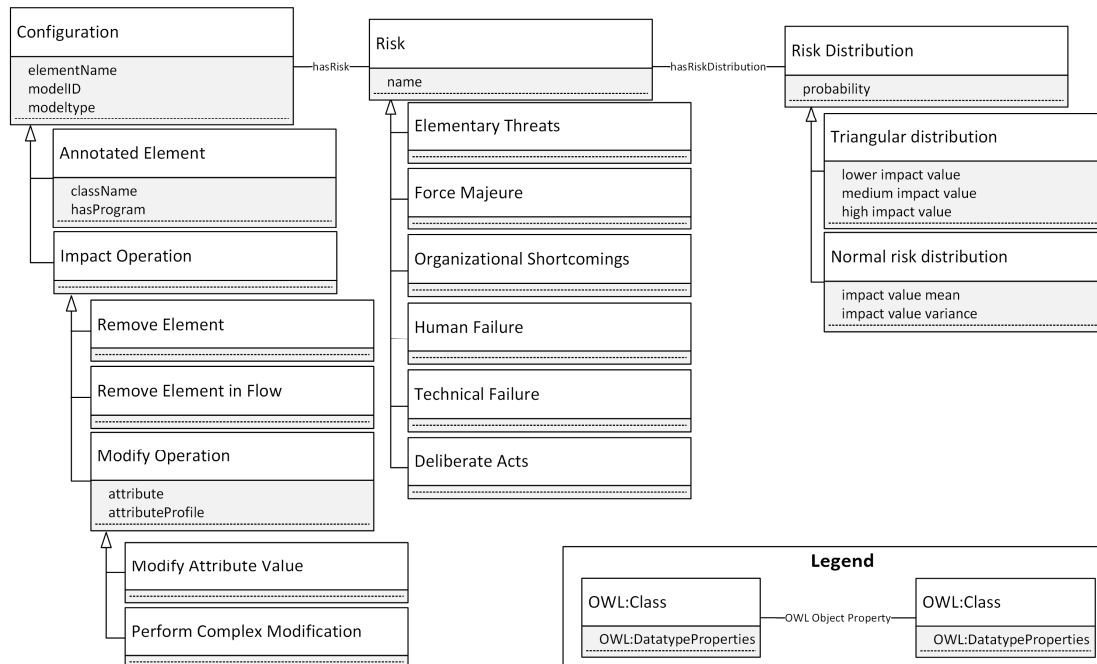 Configuration
elementName
modelID
modeltype
hasRisk
Risk
name
hasRiskDistribution
Risk Distribution
probability
Annotated Element
className
hasProgram
Impact Operation
Remove Element
Remove Element in Flow
Modify Operation
attribute
attributeProfile
Modify Attribute Value
Perform Complex Modification
Elementary Threats
Force Majeure
Organizational Shortcomings
Human Failure
Technical Failure
Deliberate Acts
Triangular distribution
lower impact value
medium impact value
high impact value
Normal risk distribution
impact value mean
impact value variance
Legend
OWL:Class
OWL:DatatypeProperties
OWL Object Property
OWL:Class
OWL:DatatypeProperties